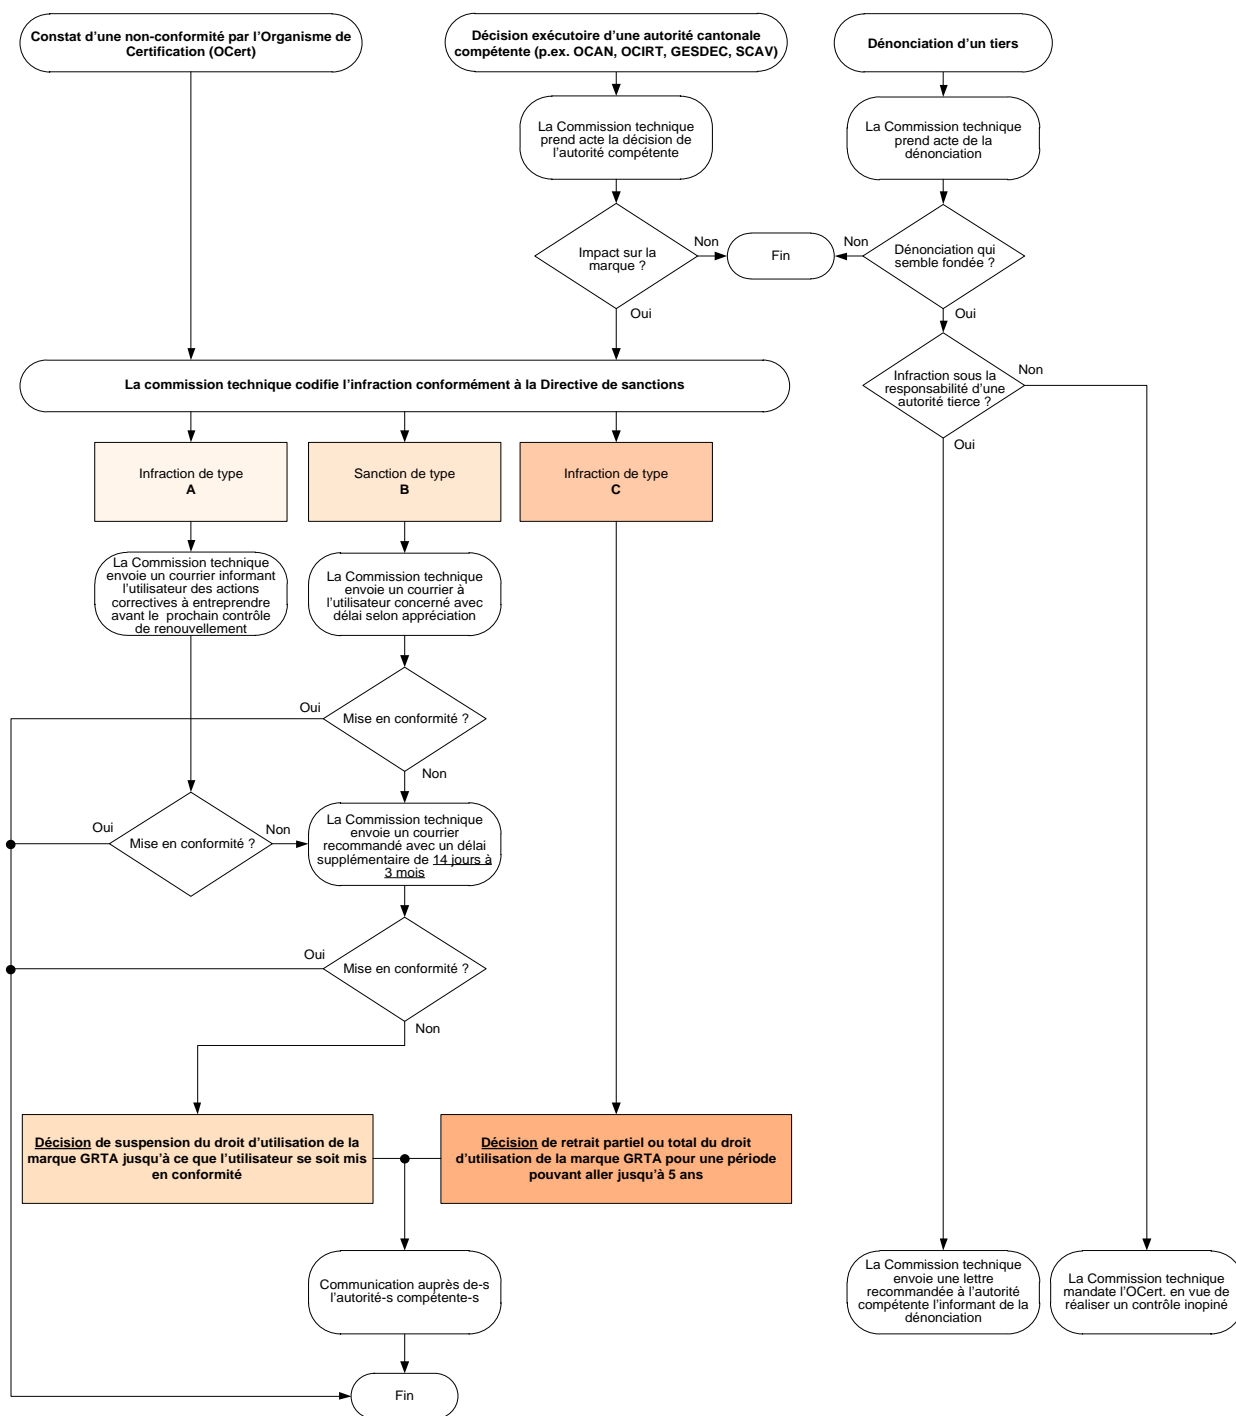 Constat d'une non-conformité par l'Organisme de
Certification (OCert)
Décision exécutoire d'une autorité cantonale
compétente (p.ex. OCAN, OCIRT, GESDEC, SCAV)
Dénonciation d'un tiers
La Commission technique
prend acte la décision de
l'autorité compétente
La Commission technique
prend acte de la
dénonciation
Impact sur la
marque ?
Non
Fin
Non
Dénonciation qui
semble fondée ?
Oui
Oui
La commission technique codifie l'infraction conformément à la Directive de sanctions
Infraction sous la
responsabilité d'une
autorité tierce ?
Non
Oui
Infraction de type
A
Sanction de type
B
Infraction de type
C
La Commission technique
envoie un courrier informant
l'utilisateur des actions
correctives à entreprendre
avant le  prochain contrôle
de renouvellement
La Commission technique
envoie un courrier à
l'utilisateur concerné avec
délai selon appréciation
Oui
Mise en conformité ?
Non
Oui
Mise en conformité ?
Non
La Commission technique
envoie un courrier
recommandé avec un délai
supplémentaire de 14 jours à
3 mois
Oui
Mise en conformité ?
Non
Décision de suspension du droit d'utilisation de la
marque GRTA jusqu'à ce que l'utilisateur se soit mis
en conformité
Décision de retrait partiel ou total du droit
d'utilisation de la marque GRTA pour une période
pouvant aller jusqu'à 5 ans
Communication auprès de-s
l'autorité-s compétente-s
La Commission technique
envoie une lettre
recommandée à l'autorité
compétente l'informant de la
dénonciation
La Commission technique
mandate l'OCert. en vue de
réaliser un contrôle inopiné
Fin